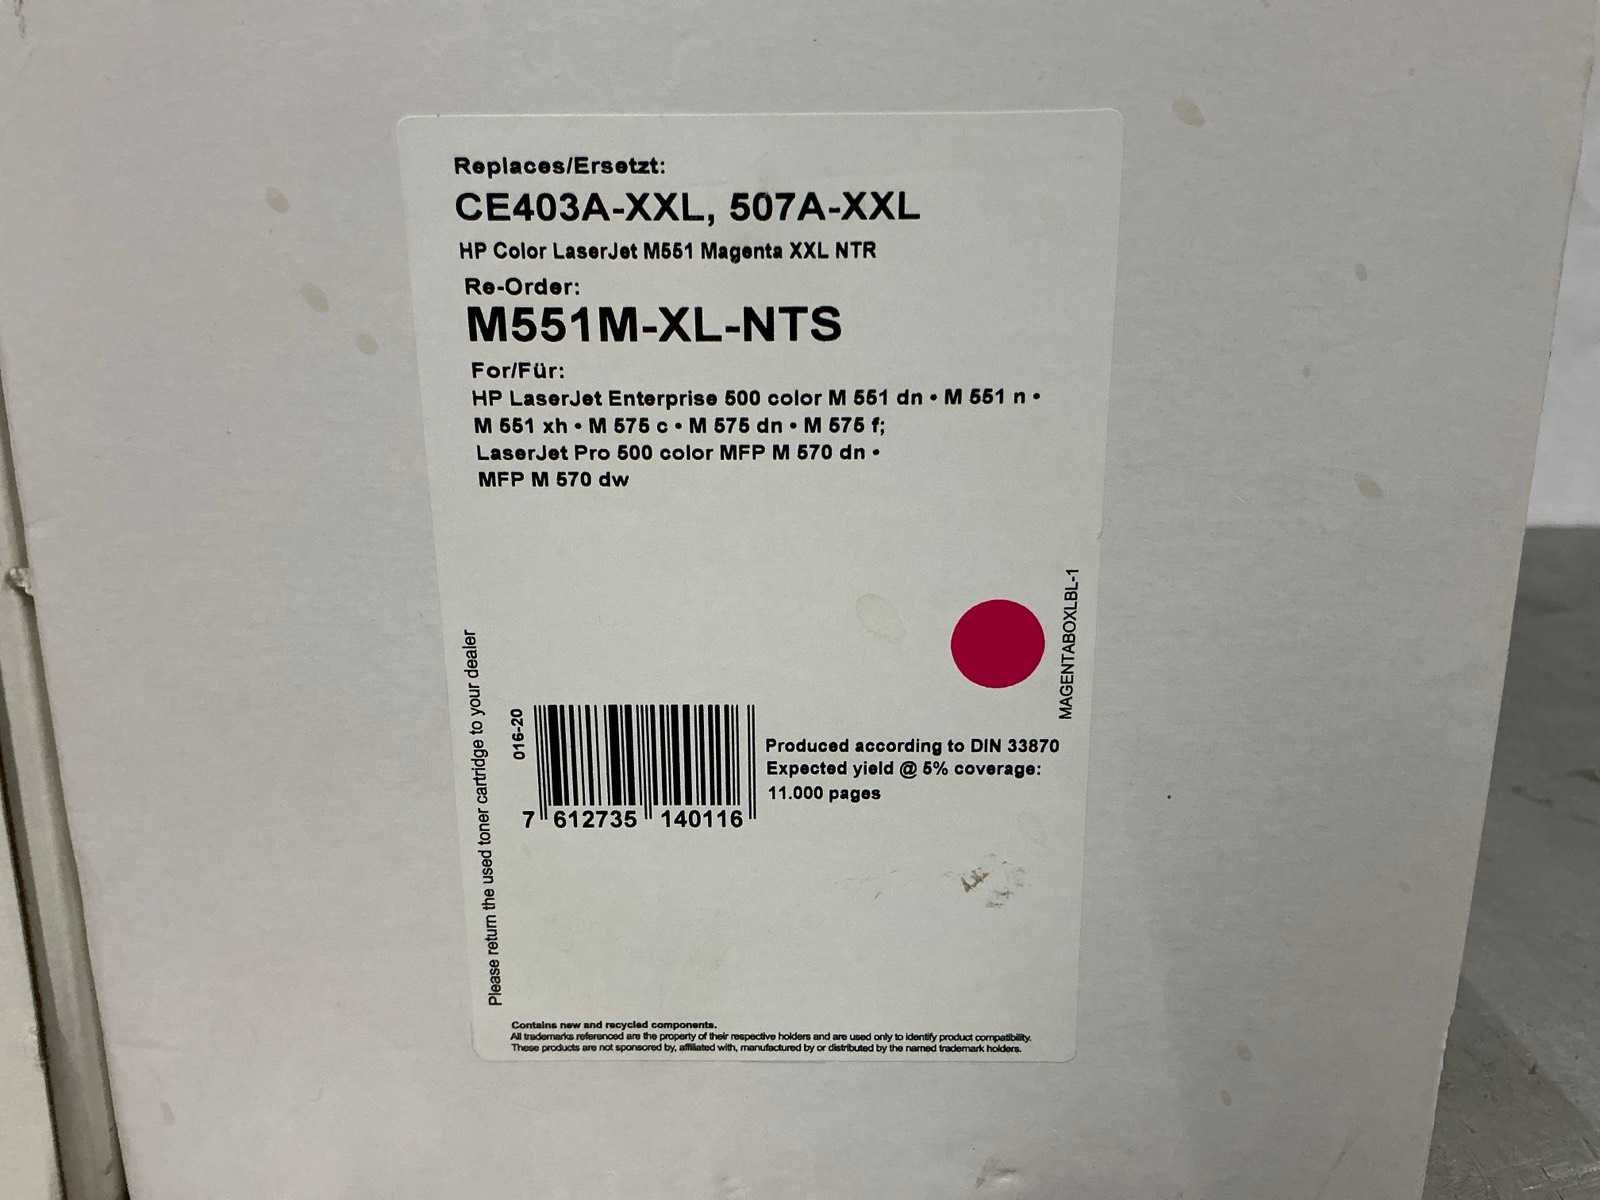 Replaces/Ersetzt:
CE403A-XXL, 507A-XXL
HP Color LaserJet M551 Magenta XXL NTR
Re-Order:
M551M-XL-NTS
For/Für:
HP LaserJet Enterprise 500 color M 551 dn • M 551 n •
M 551 xh • M 575 c • M 575 dn • M 575 f;
LaserJet Pro 500 color MFP M 570 dn •
MFP M 570 dw
MAGENTABOXLBL-1
Please return the used toner cartridge to your dealer
016-20
7 612735 140116
Produced according to DIN 33870
Expected yield @ 5% coverage:
11.000 pages
Contains new and recycled components.
All trademarks referenced are the property of their respective holders and are used only to identify product compatibility.
These products are not sponsored by, affiliated with, manufactured by or distributed by the named trademark holders.